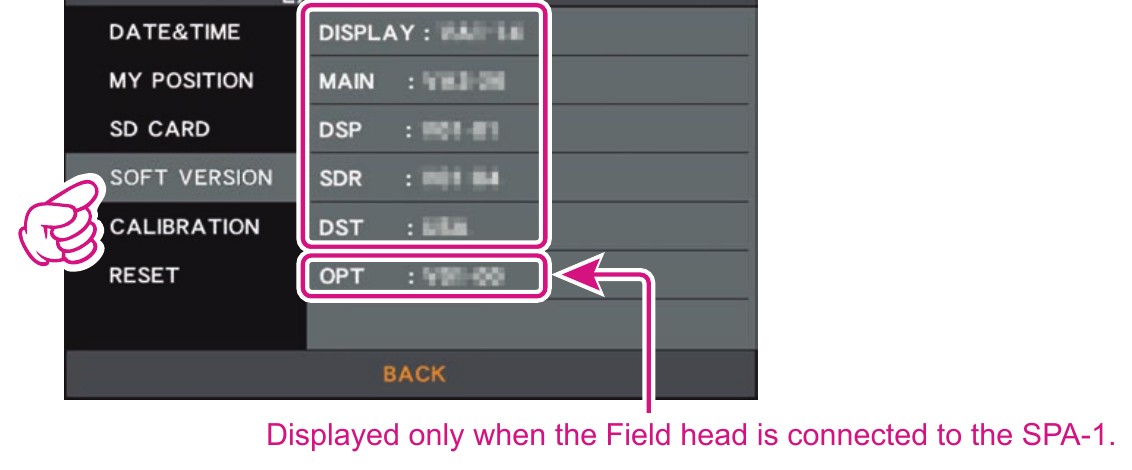 DATE&TIME
DISPLAY :
MY POSITION
MAIN :
SD CARD
DSP :
SOFT VERSION
SDR :
CALIBRATION
DST :
RESET
OPT :
BACK
Displayed only when the Field head is connected to the SPA-1.